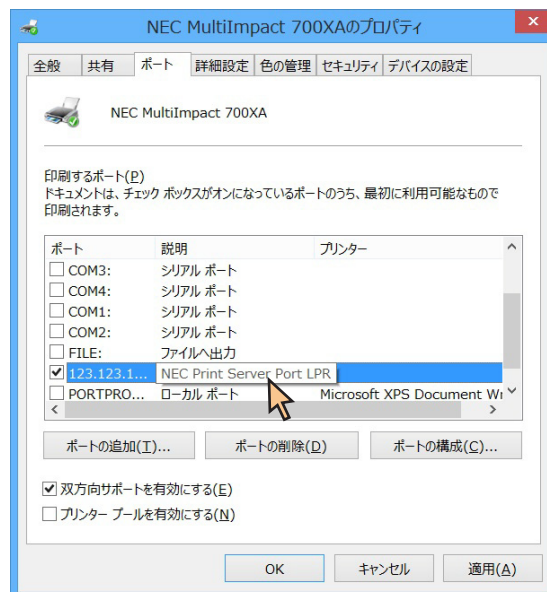 NEC MultiImpact 700XAのプロパティ
全般 共有 ポート 詳細設定 色の管理 セキュリティ デバイスの設定
NEC MultiImpact 700XA
印刷するポート(P)
ドキュメントは、チェック ボックスがオンになっているポートのうち、最初に利用可能なもので
印刷されます。
ポート 説明 プリンター
COM3: シリアル ポート
COM4: シリアル ポート
COM1: シリアル ポート
COM2: シリアル ポート
FILE: ファイルへ出力
123.123.1... NEC Print Server Port LPR
PORTPRO... ローカル ポート Microsoft XPS Document Wr
ポートの追加(T)... ポートの削除(D) ポートの構成(C)...
双方向サポートを有効にする(E)
プリンター プールを有効にする(N)
OK キャンセル 適用(A)